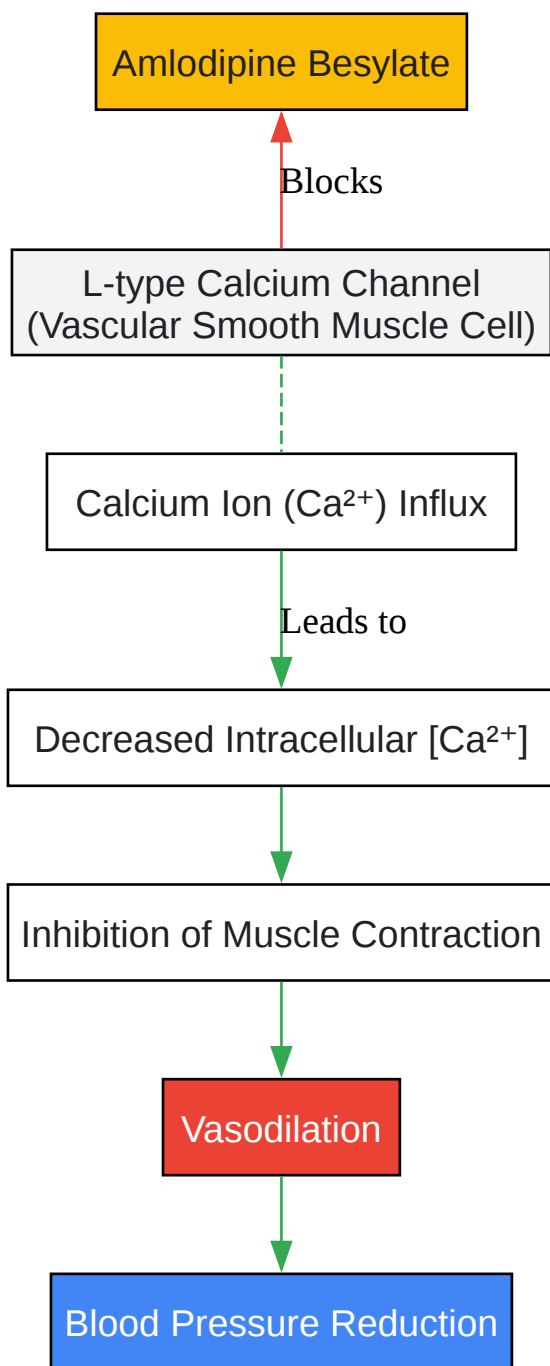 Amlodipine Besylate
Blocks
L-type Calcium Channel
(Vascular Smooth Muscle Cell)
Calcium Ion (Ca²⁺) Influx
Leads to
Decreased Intracellular [Ca²⁺]
Inhibition of Muscle Contraction
Vasodilation
Blood Pressure Reduction